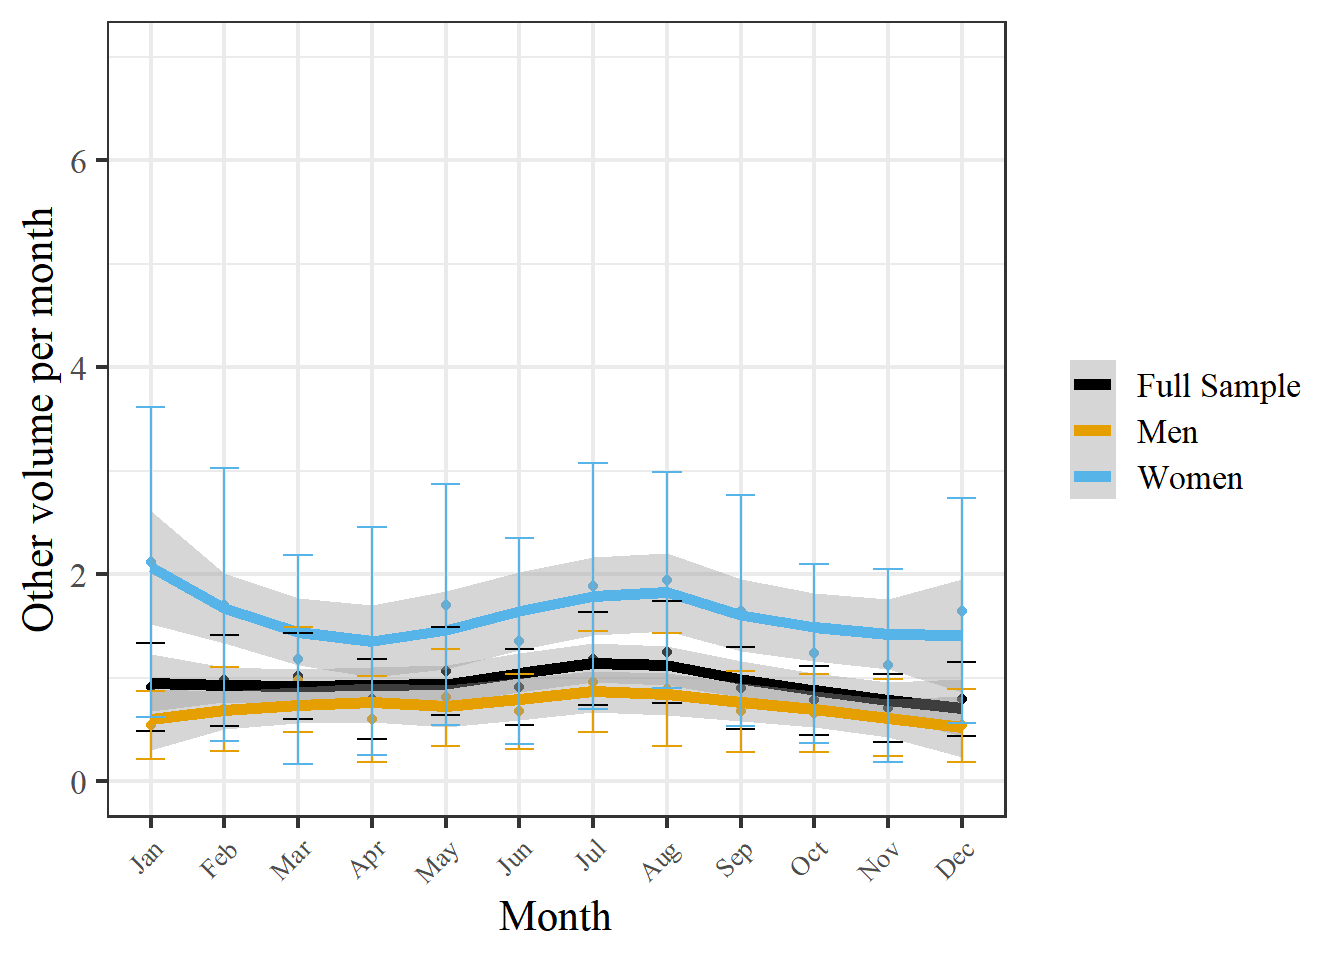 Other volume per month
6
4
2
0
Jan
Feb
Mar
Apr
May
Jun
Jul
Aug
Sep
Oct
Nov
Dec
Month
Full Sample
Men
Women